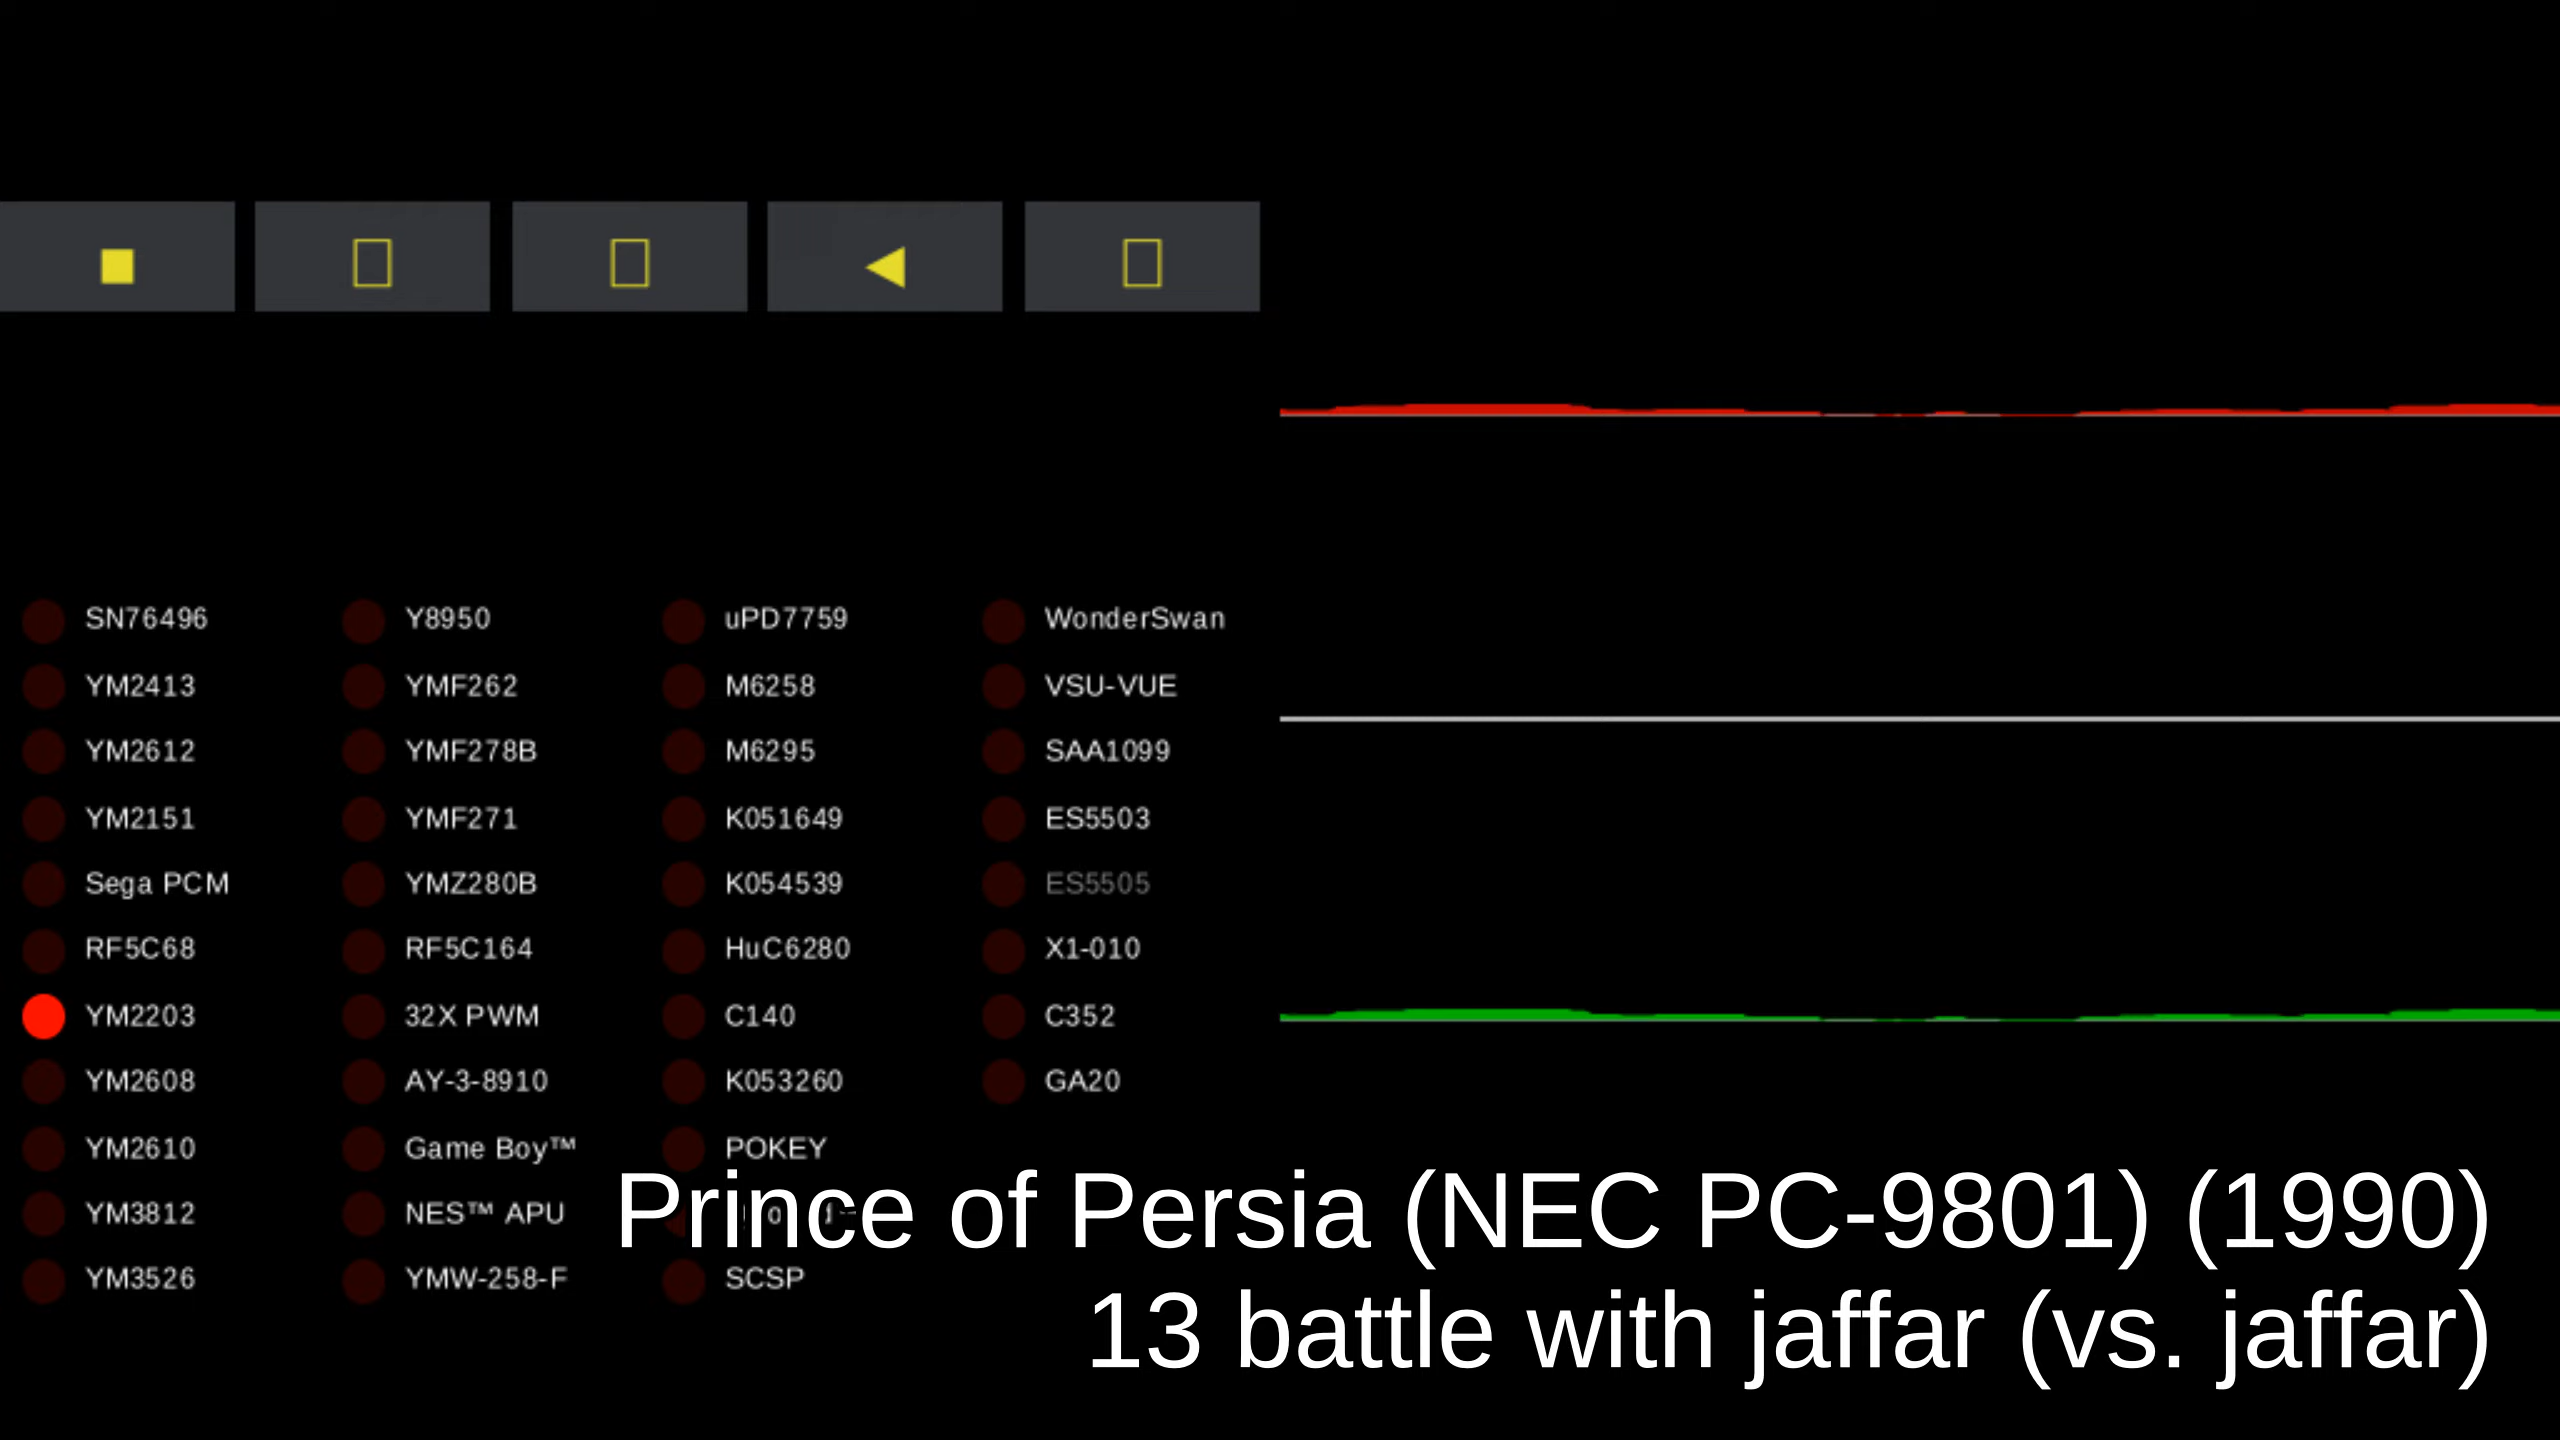 SN76496
YM2413
YM2612
YM2151
Sega PCM
RF5C68
YM2203
YM2608
YM2610
YM3812
YM3526
Y8950
YMF262
YMF278B
YMF271
YMZ280B
RF5C164
32X PWM
AY-3-8910
Game Boy™
NES™ APU
YMW-258-F
uPD7759
M6258
M6295
K051649
K054539
HuC6280
C140
K053260
POKEY
SCSP
WonderSwan
VSU-VUE
SAA1099
ES5503
ES5505
X1-010
C352
GA20
Prince of Persia (NEC PC-9801) (1990)
13 battle with jaffar (vs. jaffar)